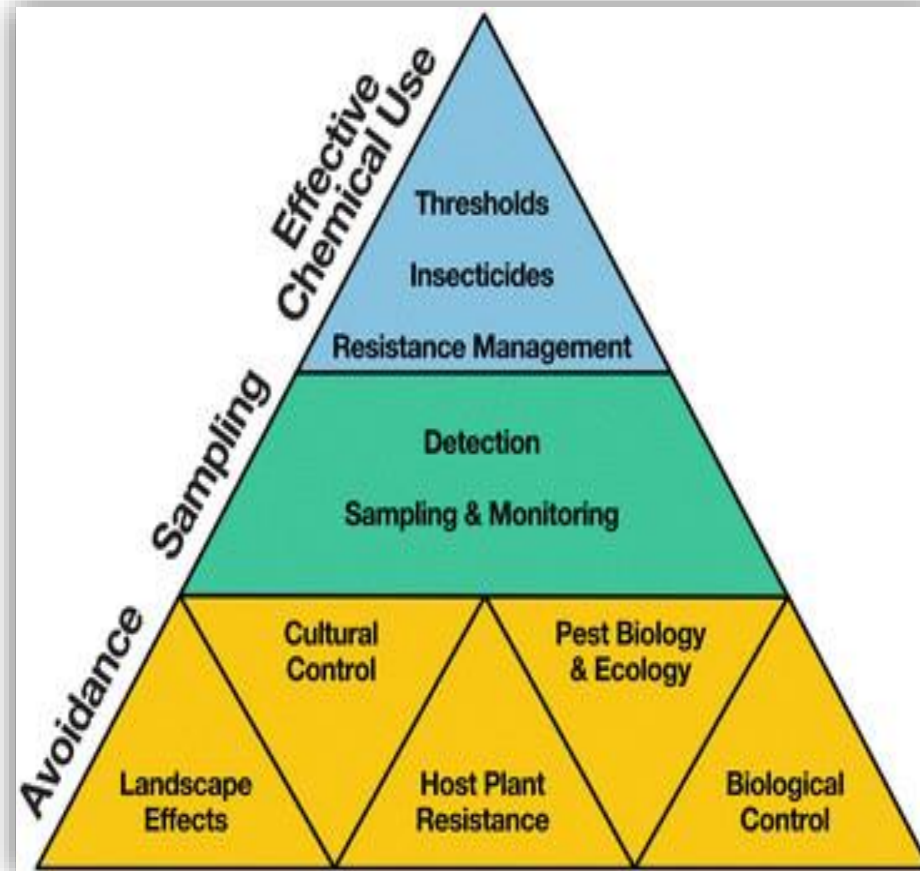 Effective
Chemical Use
Thresholds
Insecticides
Resistance Management
Sampling
Detection
Sampling & Monitoring
Avoidance
Cultural
Control
Pest Biology
& Ecology
Landscape
Effects
Host Plant
Resistance
Biological
Control